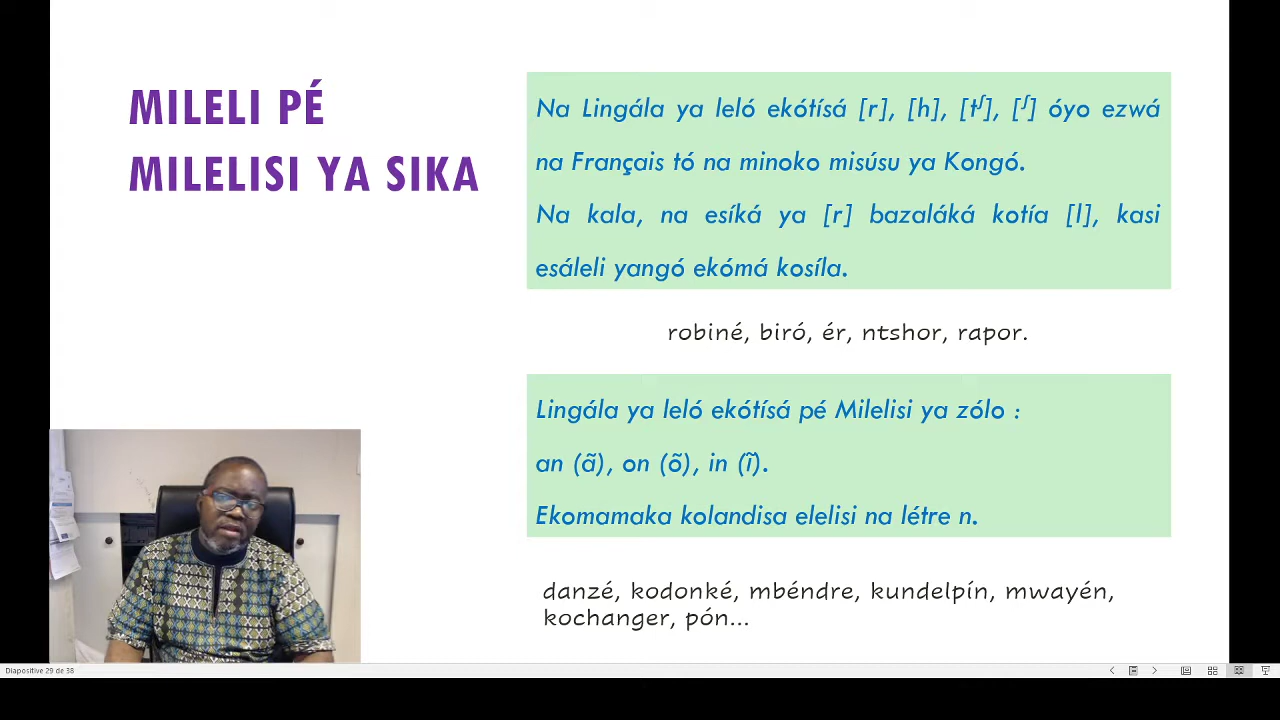 MILELI PÉ
MILELISI YA SIKA
Na Lingála ya leló ekótísá [r], [h], [tʃ], [ʃ] óyo ezwá
na Français tó na minoko misúsu ya Kongó.
Na kala, na esíká ya [r] bazaláká kotía [l], kasi
esáleli yangó ekómá kosíla.
robiné, biró, ér, ntshor, rapor.
Lingála ya leló ekótísá pé Milelisi ya zólo :
an (ã), on (õ), in (ĩ).
Ekomamaka kolandisa elelisi na létre n.
danzé, kodonké, mbéndre, kundelpín, mwayén,
kochanger, pón...
Diapositive 29 de 38